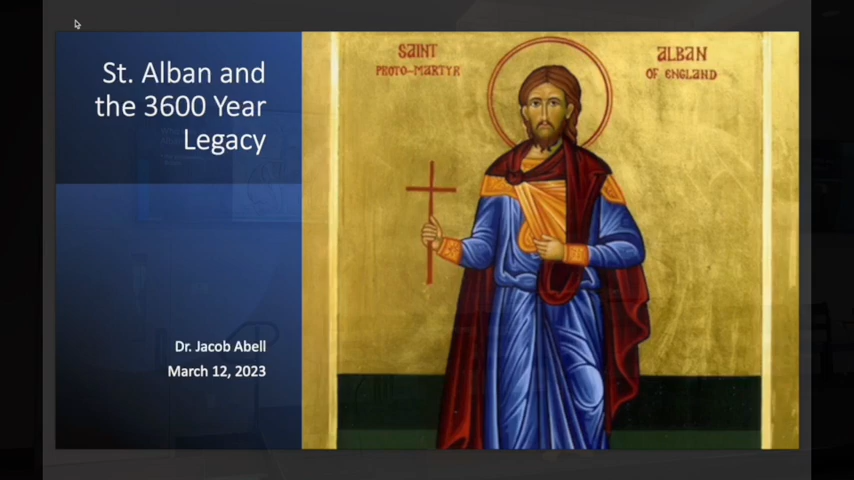 St. Alban and
the 3600 Year
Legacy
Dr. Jacob Abell
March 12, 2023
SAINT
PROTO-MARTYR
ALBAN
OF ENGLAND